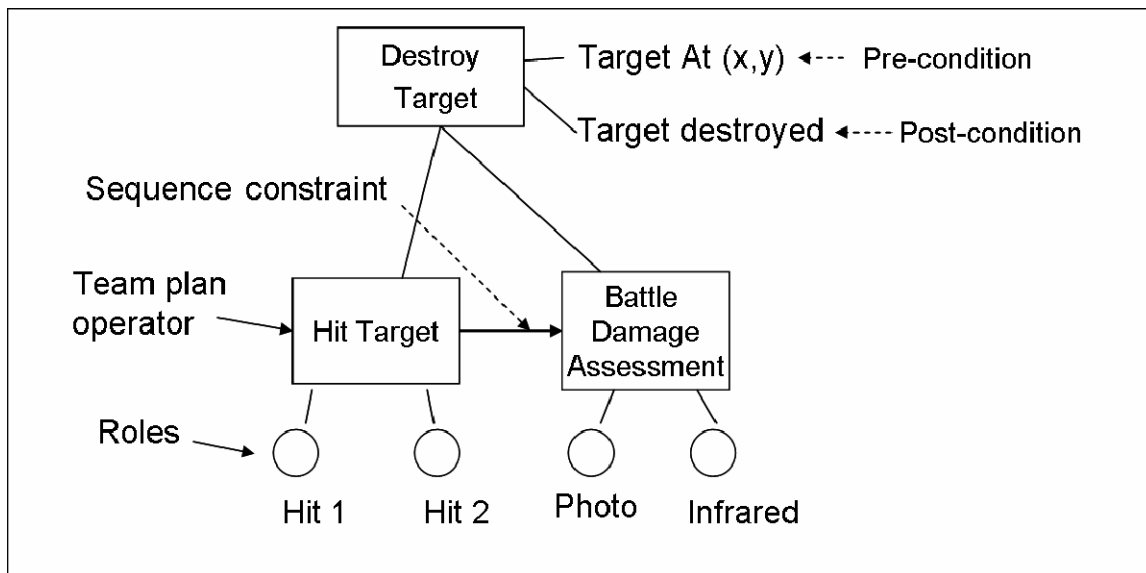 Destroy
Target
Target At (x,y)
Pre-condition
Target destroyed
Post-condition
Sequence constraint
Team plan
operator
Hit Target
Battle
Damage
Assessment
Roles
Hit 1
Hit 2
Photo
Infrared